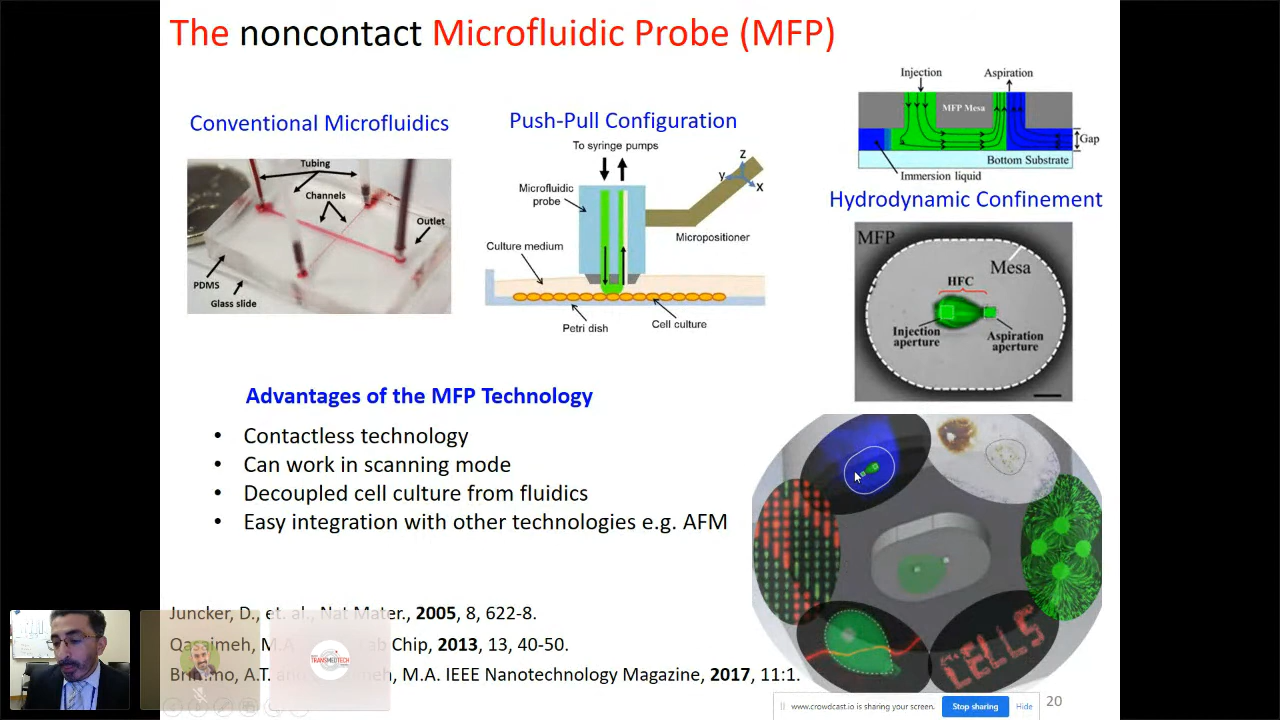 The noncontact Microfluidic Probe (MFP)
Conventional Microfluidics
Tubing
Channels
Outlet
PDMS
Glass slide
Push-Pull Configuration
To syringe pumps
Microfluidic
probe
z
y
x
Micropositioner
Culture medium
Petri dish
Cell culture
Injection
Aspiration
MFP Mesa
Gap
Bottom Substrate
Immersion liquid
Hydrodynamic Confinement
MFP
Mesa
HFC
Injection
aperture
Aspiration
aperture
Advantages of the MFP Technology
• Contactless technology
• Can work in scanning mode
• Decoupled cell culture from fluidics
• Easy integration with other technologies e.g. AFM
CELLS
Juncker, D., et. al., Nat Mater., 2005, 8, 622-8.
Qasaimeh, M.A Lab Chip, 2013, 13, 40-50.
A.T. and M.A. IEEE Nanotechnology Magazine, 2017, 11:1.
TRANSMEDTECH
www.crowdcast.io is sharing your screen.
Stop sharing
Hide
20